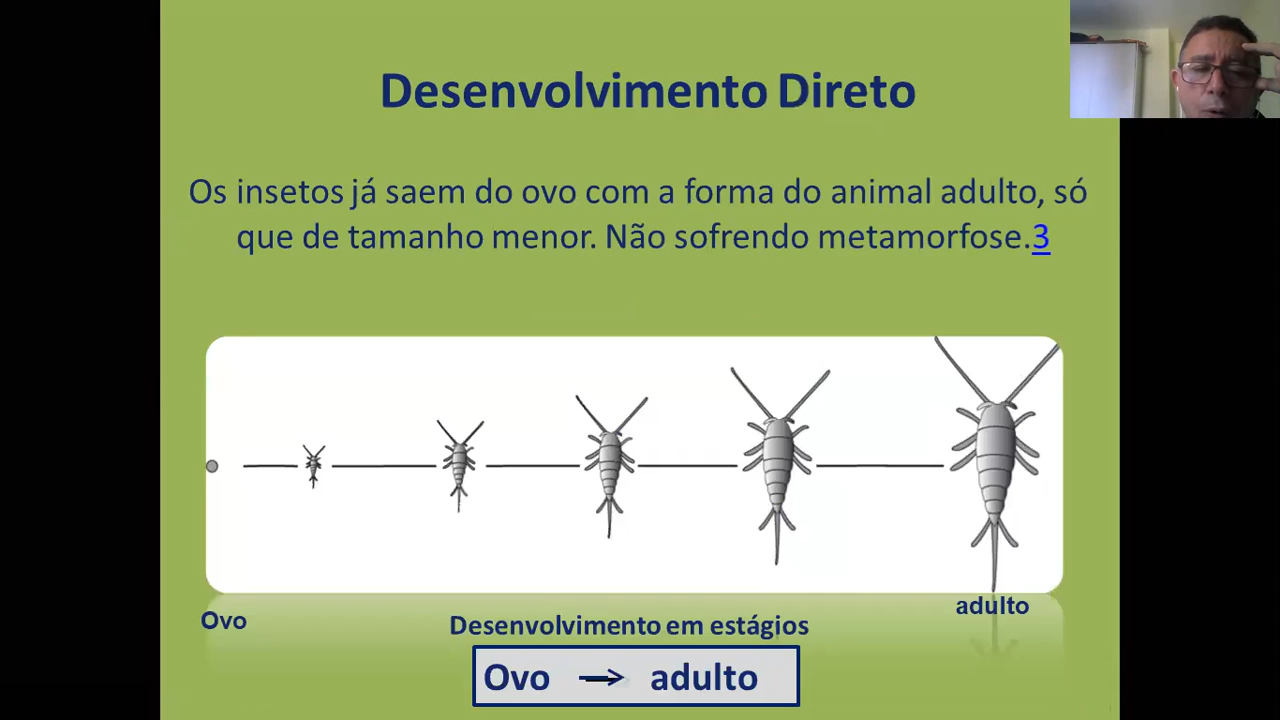 Desenvolvimento Direto
Os insetos já saem do ovo com a forma do animal adulto, só
que de tamanho menor. Não sofrendo metamorfose.3
Ovo
adulto
Desenvolvimento em estágios
Ovo → adulto